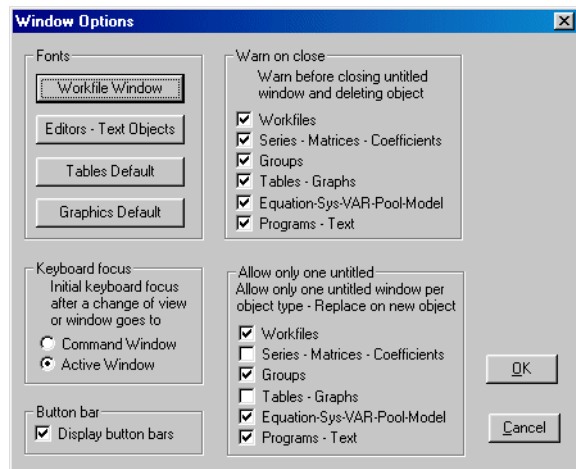 Window Options
Fonts
Workfile Window
Editors - Text Objects
Tables Default
Graphics Default
Warn on close
Warn before closing untitled
window and deleting object
Workfiles
Series - Matrices - Coefficients
Groups
Tables - Graphs
Equation-Sys-VAR-Pool-Model
Programs - Text
Keyboard focus
Initial keyboard focus
after a change of view
or window goes to
Command Window
Active Window
Button bar
Display button bars
Allow only one untitled
Allow only one untitled window per
object type - Replace on new object
Workfiles
Series - Matrices - Coefficients
Groups
Tables - Graphs
Equation-Sys-VAR-Pool-Model
Programs - Text
OK
Cancel